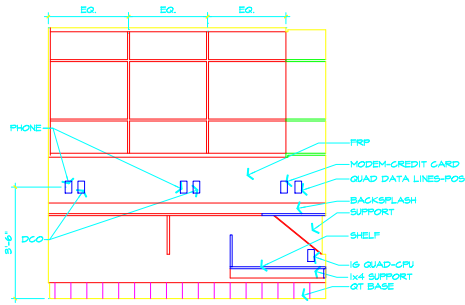 EQ. EQ. EQ.
PHONE
FRP
MODEM-CREDIT CARD
QUAD DATA LINES-POS
BACKSPLASH
SUPPORT
DCO
SHELF
8'-6"
IG QUAD-CPU
1x4 SUPPORT
QT BASE